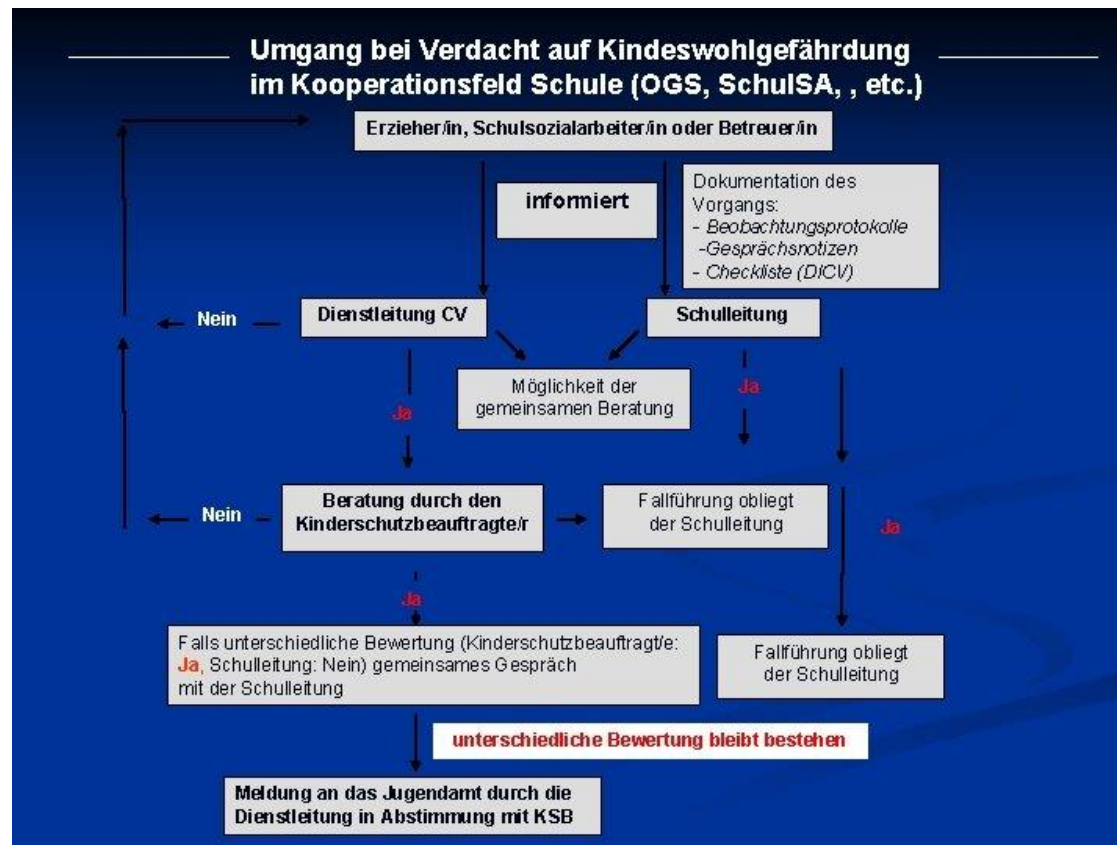 Umgang bei Verdacht auf Kindeswohlgefährdung
im Kooperationsfeld Schule (OGS, SchulSA, , etc.)
Erzieher/in, Schulsozialarbeiter/in oder Betreuer/in
informiert
Dokumentation des
Vorgangs:
- Beobachtungsprotokolle
-Gesprächsnotizen
- Checkliste (DICV)
Nein
Dienstleitung CV
Schulleitung
Möglichkeit der
gemeinsamen Beratung
Ja
Ja
Nein
Beratung durch den
Kinderschutzbeauftragte/r
Fallführung obliegt
der Schulleitung
Ja
Ja
Falls unterschiedliche Bewertung (Kinderschutzbeauftragt/e:
Ja, Schulleitung: Nein) gemeinsames Gespräch
mit der Schulleitung
Fallführung obliegt
der Schulleitung
unterschiedliche Bewertung bleibt bestehen
Meldung an das Jugendamt durch die
Dienstleitung in Abstimmung mit KSB